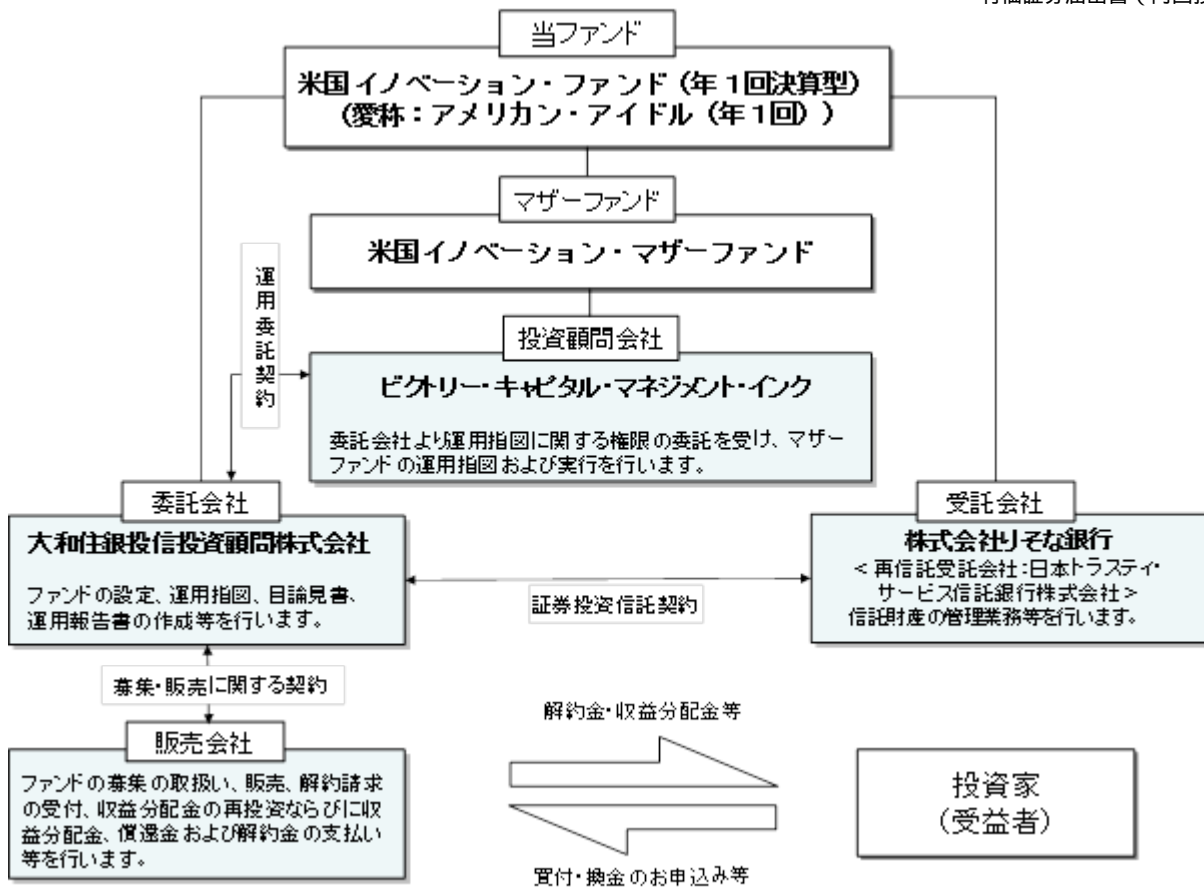 当ファンド
米国イノベーション・ファンド（年１回決算型）
（愛称：アメリカン・アイドル（年１回））
マザーファンド
米国イノベーション・マザーファンド
運用委託契約
投資顧問会社
ビクトリー・キャピタル・マネジメント・インク
委託会社より運用指図に関する権限の委託を受け、マザー
ファンドの運用指図および実行を行います。
委託会社
大和住銀投信投資顧問株式会社
ファンドの設定、運用指図、目論見書、
運用報告書の作成等を行います。
証券投資信託契約
受託会社
株式会社りそな銀行
＜再信託受託会社：日本トラスティ・
サービス信託銀行株式会社＞
信託財産の管理業務等を行います。
募集・販売に関する契約
販売会社
ファンドの募集の取扱い、販売、解約請求
の受付、収益分配金の再投資ならびに収
益分配金、償還金および解約金の支払い
等を行います。
解約金・収益分配金等
買付・換金のお申込み等
投資家
（受益者）